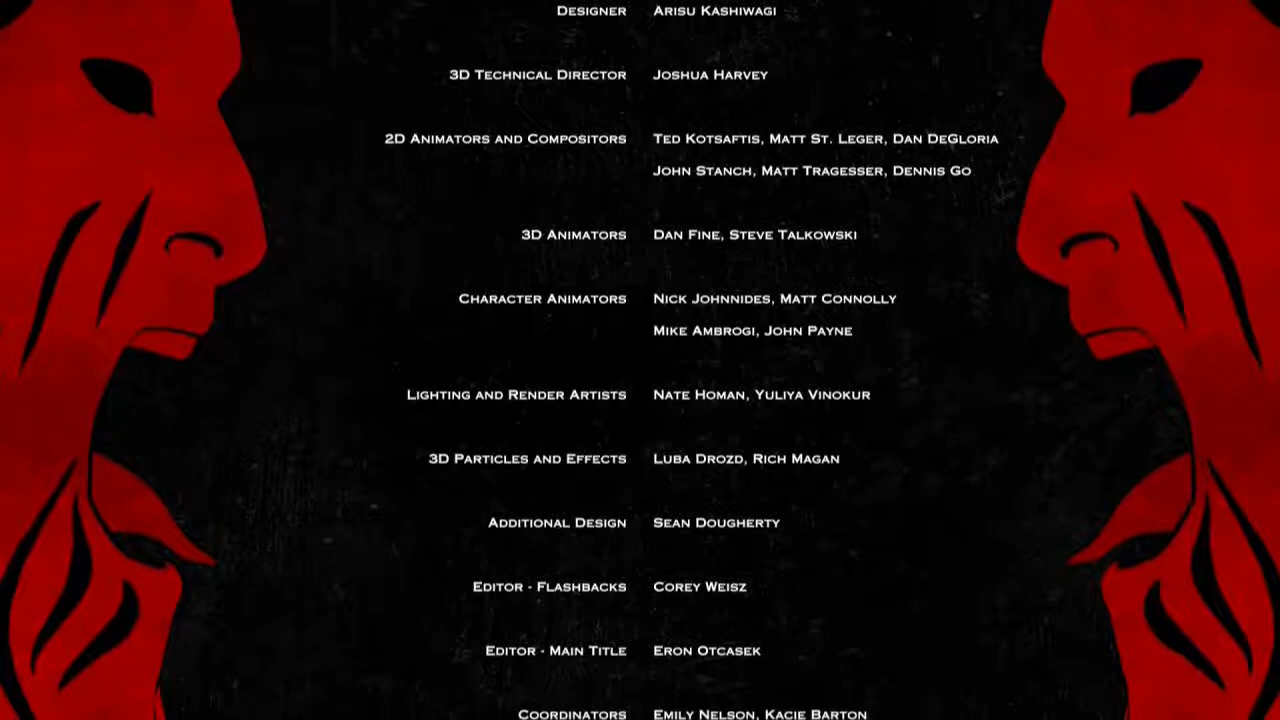 Designer Arisu Kashiwagi
3D Technical Director Joshua Harvey
2D Animators and Compositors Ted Kotsaftis, Matt St. Leger, Dan DeGloria
John Stanch, Matt Tragesser, Dennis Go
3D Animators Dan Fine, Steve Talkowski
Character Animators Nick Johnnides, Matt Connolly
Mike Ambrogi, John Payne
Lighting and Render Artists Nate Homan, Yuliya Vinokur
3D Particles and Effects Luba Drozd, Rich Magan
Additional Design Sean Dougherty
Editor - Flashbacks Corey Weisz
Editor - Main Title Eron Otcasek
Coordinators Emily Nelson, Kacie Barton